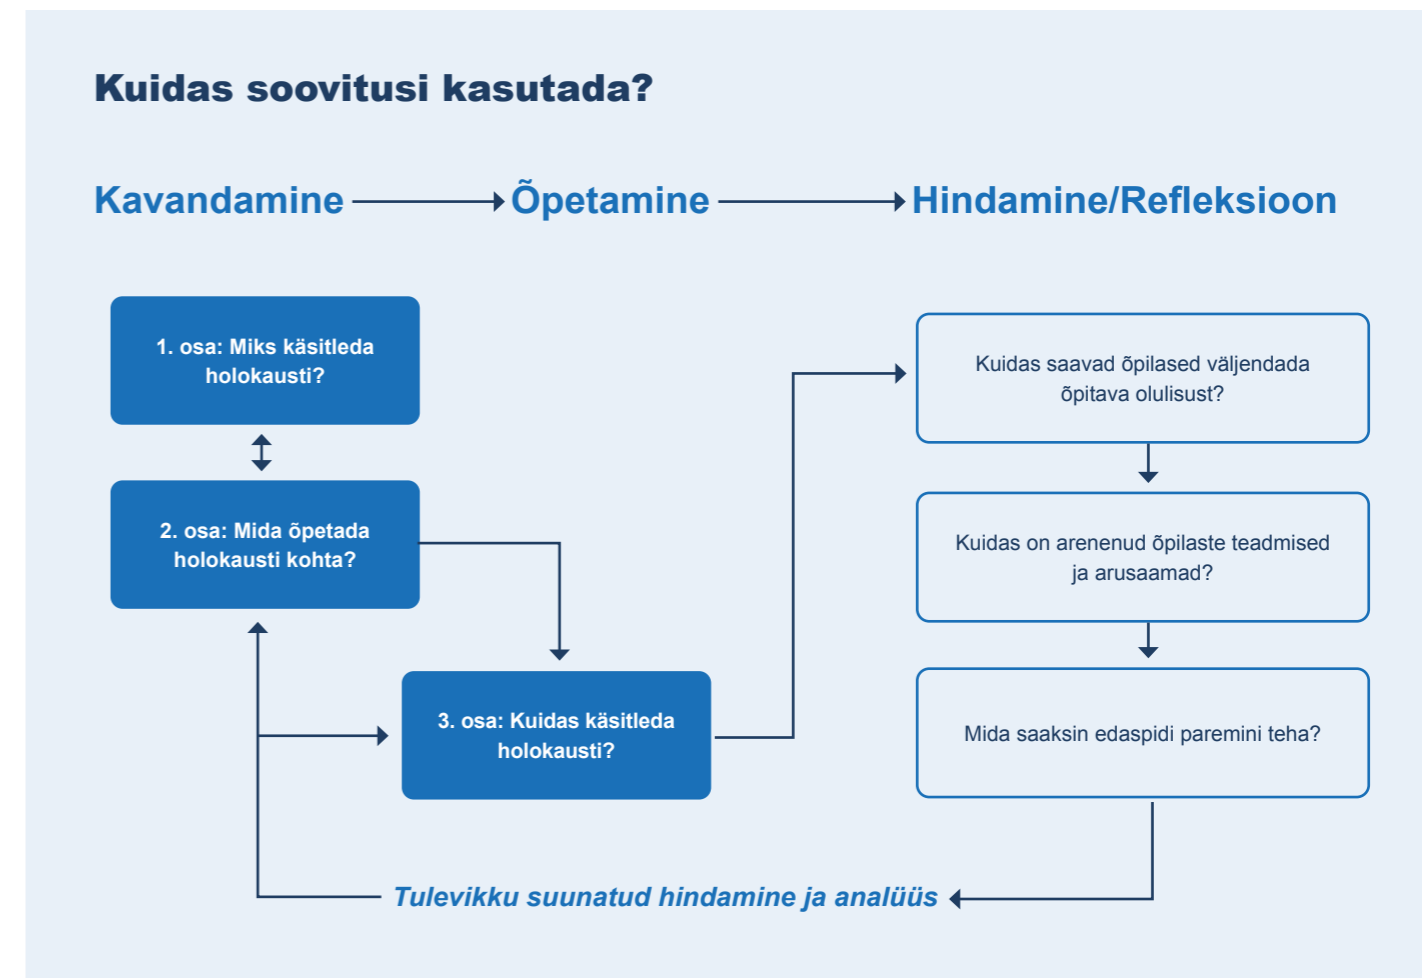 Kuidas soovitusi kasutada?
Kavandamine
Õpetamine
Hindamine/Refleksioon
1. osa: Miks käsitleda
holokausti?
2. osa: Mida õpetada
holokausti kohta?
3. osa: Kuidas käsitleda
holokausti?
Kuidas saavad õpilased väljendada
õpitava olulisust?
Kuidas on arenenud õpilaste teadmised
ja arusaamad?
Mida saaksin edaspidi paremini teha?
Tulevikku suunatud hindamine ja analüüs